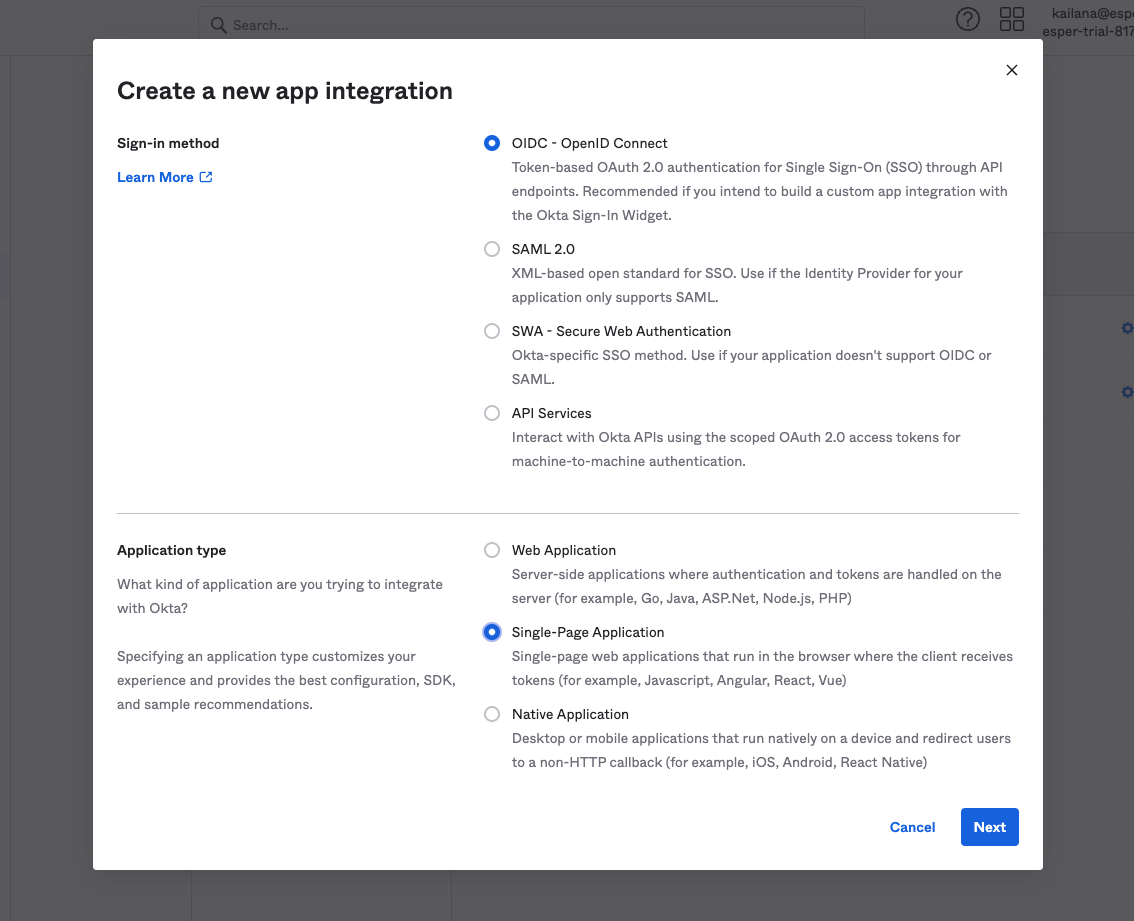 Search...
kailana@espe
esper-trial-817
Create a new app integration
Sign-in method
Learn More
OIDC - OpenID Connect
Token-based OAuth 2.0 authentication for Single Sign-On (SSO) through API
endpoints. Recommended if you intend to build a custom app integration with
the Okta Sign-In Widget.
SAML 2.0
XML-based open standard for SSO. Use if the Identity Provider for your
application only supports SAML.
SWA - Secure Web Authentication
Okta-specific SSO method. Use if your application doesn't support OIDC or
SAML.
API Services
Interact with Okta APIs using the scoped OAuth 2.0 access tokens for
machine-to-machine authentication.
Application type
What kind of application are you trying to integrate
with Okta?
Specifying an application type customizes your
experience and provides the best configuration, SDK,
and sample recommendations.
Web Application
Server-side applications where authentication and tokens are handled on the
server (for example, Go, Java, ASP.Net, Node.js, PHP)
Single-Page Application
Single-page web applications that run in the browser where the client receives
tokens (for example, Javascript, Angular, React, Vue)
Native Application
Desktop or mobile applications that run natively on a device and redirect users
to a non-HTTP callback (for example, iOS, Android, React Native)
Cancel
Next